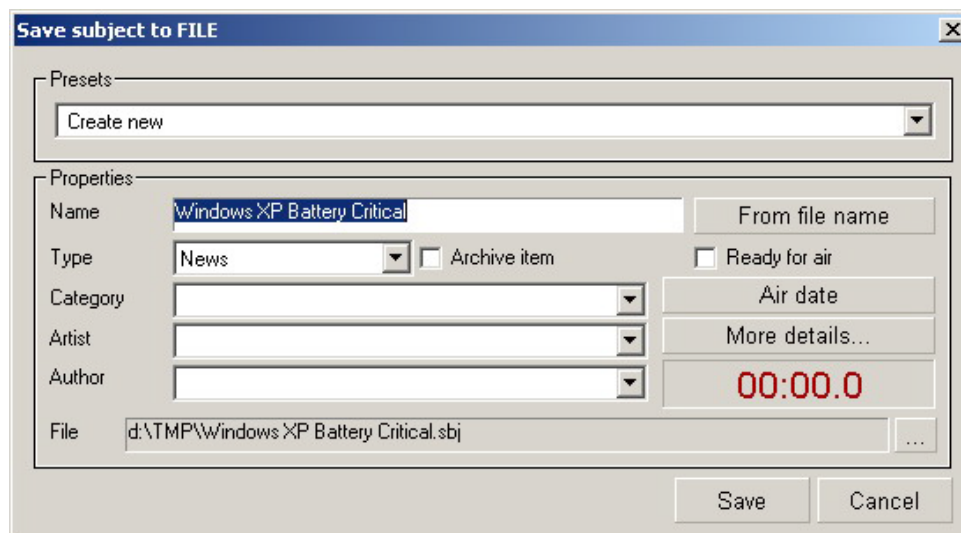 Save subject to FILE
Presets
Create new
Properties
Name Windows XP Battery Critical From file name
Type News Archive item Ready for air
Category Air date
Artist More details...
Author 00:00.0
File d:\TMP\Windows XP Battery Critical.sbj ...
Save Cancel